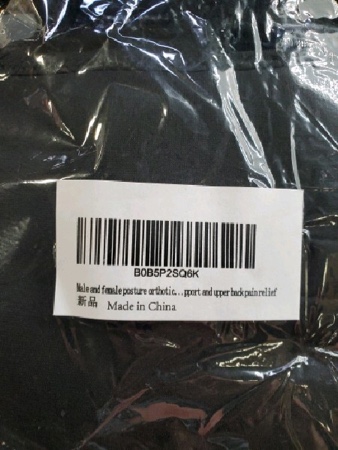 B0B5P2SQ6K
Male and female posture orthotic...pport and upper back pain relief
新品 Made in China